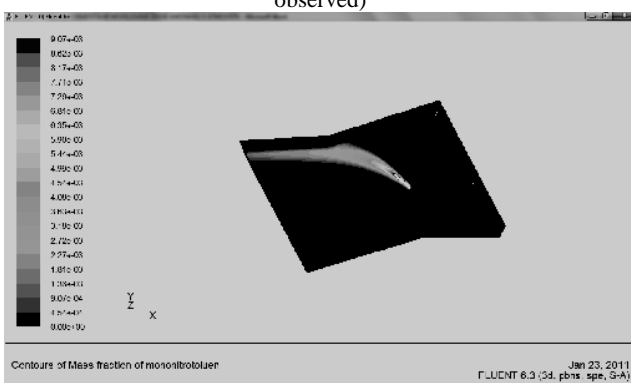 observed)
9.07e-03
8.62e-03
8.17e-03
7.71e-03
7.26e-03
6.81e-03
6.35e-03
5.90e-03
5.44e-03
4.99e-03
4.54e-03
4.08e-03
3.63e-03
3.18e-03
2.72e-03
2.27e-03
1.81e-03
1.36e-03
9.07e-04
4.54e-04
0.00e+00
Y
Z
X
Contours of Mass fraction of mononitrotoluen
Jan 23, 2011
FLUENT 6.3 (3d, pbns, spe, S-A)